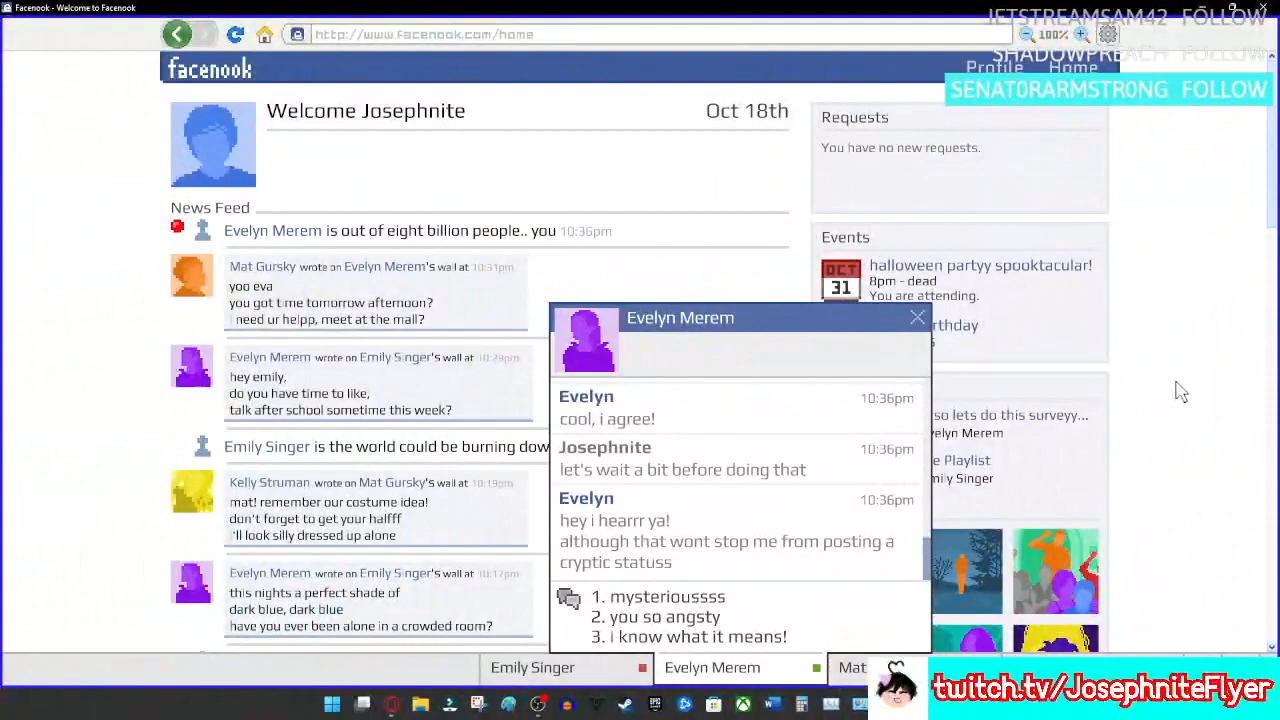 Facenook - Welcome to Facenook
JETSTREAMSAM42 FOLLOW
http://www.facenook.com/home
100%
SHADOWPREACH FOLLOW
facenook
Profile Home
SENAT0RARMSTR0NG FOLLOW
Welcome Josephnite
Oct 18th
News Feed
Evelyn Merem is out of eight billion people.. you 10:36pm
Mat Gursky wrote on Evelyn Merem's wall at 10:31pm
yoo eva
you got time tomorrow afternoon?
i need ur helpp, meet at the mall?
Evelyn Merem wrote on Emily Singer's wall at 10:29pm
hey emily,
do you have time to like,
talk after school sometime this week?
Emily Singer is the world could be burning dow
Kelly Struman wrote on Mat Gursky's wall at 10:19pm
mat! remember our costume idea!
don't forget to get your halfff
'll look silly dressed up alone
Evelyn Merem wrote on Emily Singer's wall at 10:17pm
this nights a perfect shade of
dark blue, dark blue
have you ever been alone in a crowded room?
Requests
You have no new requests.
Events
OCT
31
halloween partyy spooktacular!
8pm - dead
You are attending.
rthday
so lets do this surveyy...
velyn Merem
e Playlist
mily Singer
Evelyn Merem
Evelyn 10:36pm
cool, i agree!
Josephnite 10:36pm
let's wait a bit before doing that
Evelyn 10:36pm
hey i hearrr ya!
although that wont stop me from posting a
cryptic statuss
1. mysterioussss
2. you so angsty
3. i know what it means!
Emily Singer
Evelyn Merem
Mat
twitch.tv/JosephniteFlyer